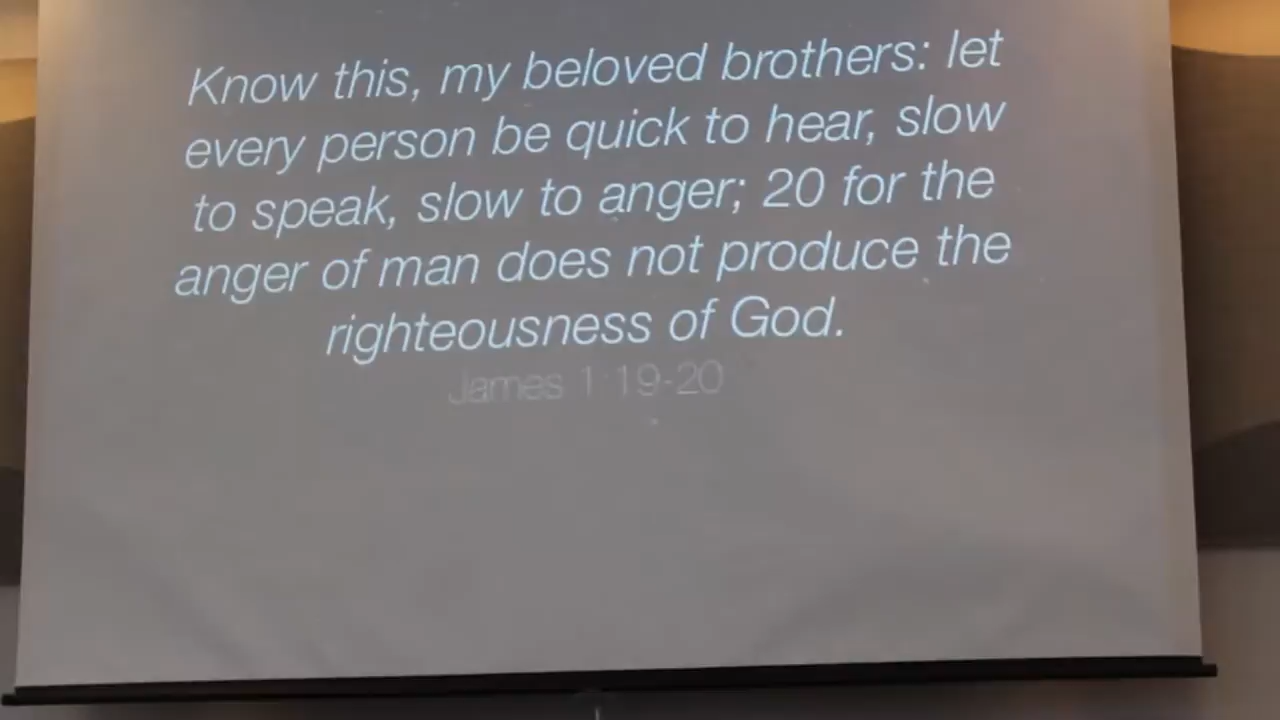 Know this, my beloved brothers: let
every person be quick to hear, slow
to speak, slow to anger; 20 for the
anger of man does not produce the
righteousness of God.
James 1:19-20